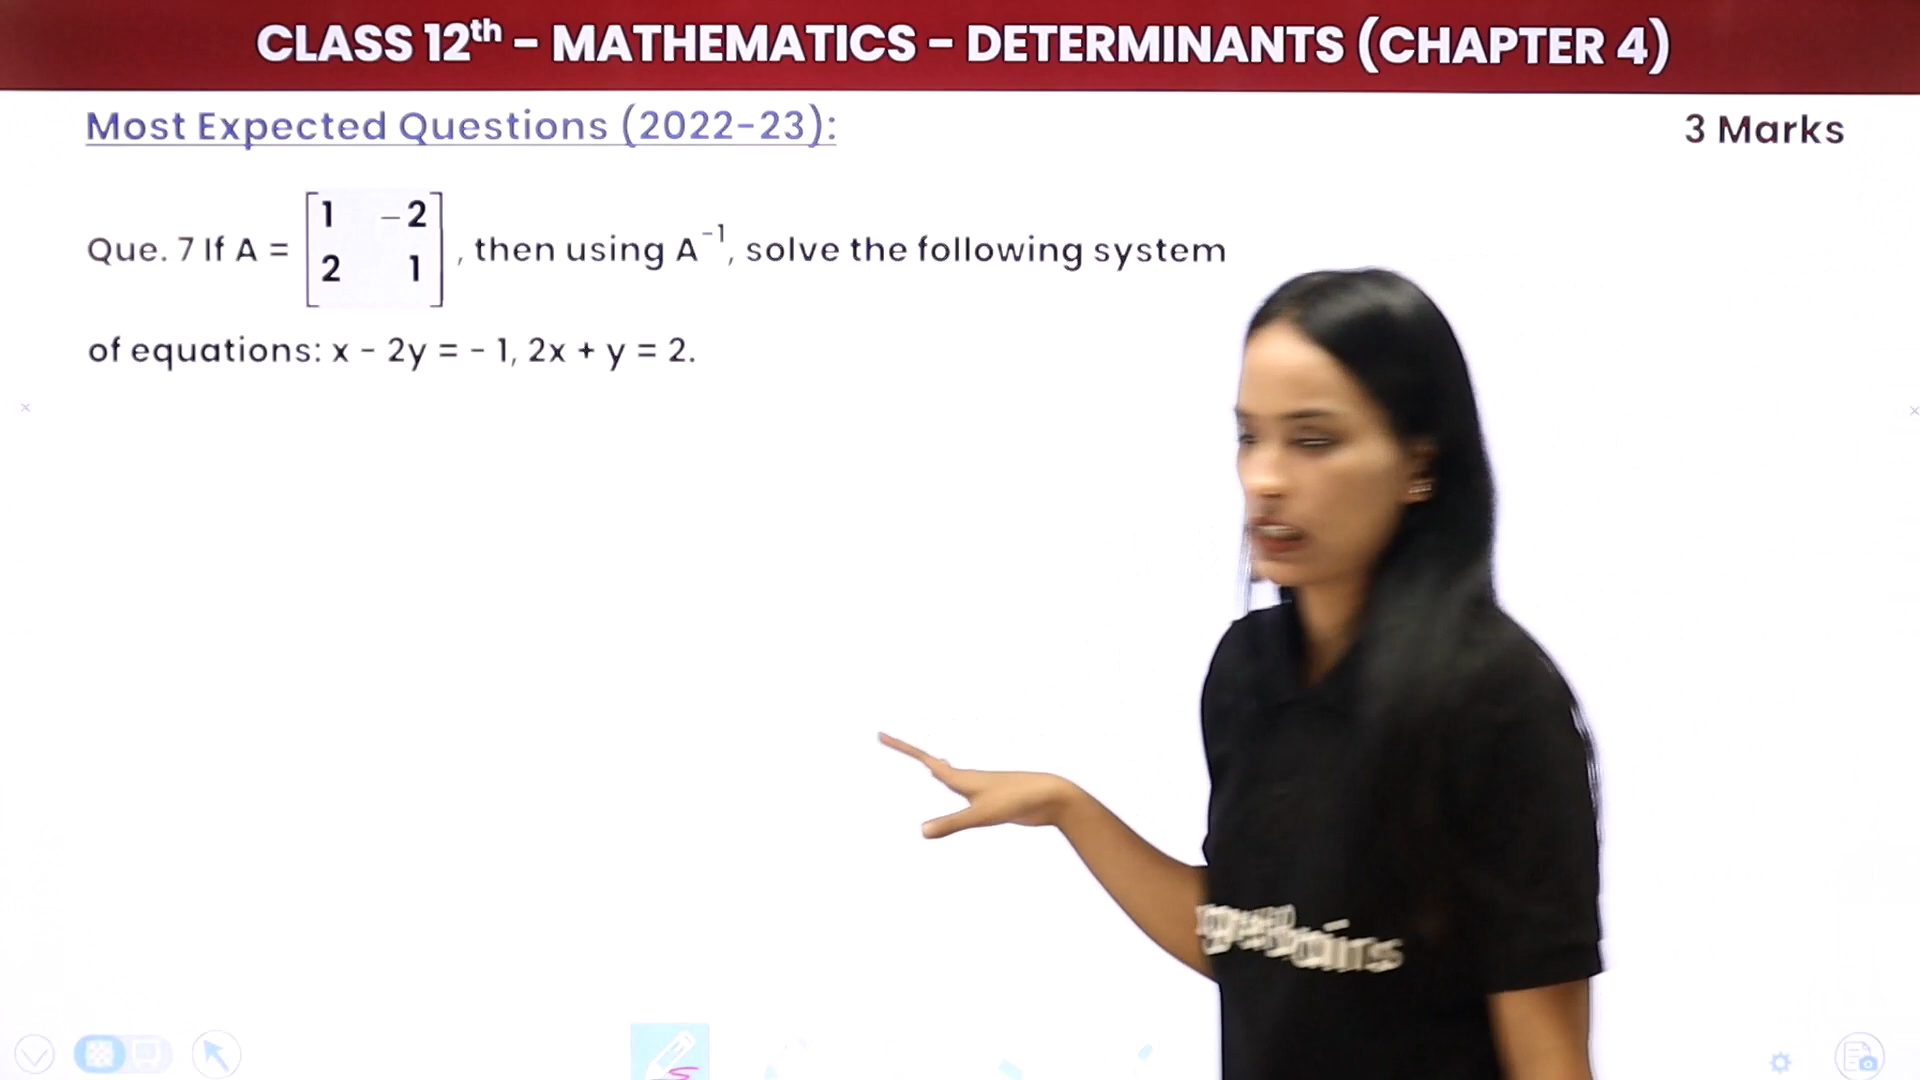 CLASS 12th - MATHEMATICS - DETERMINANTS (CHAPTER 4)
Most Expected Questions (2022-23):
3 Marks
Que. 7 If A = [1 -2; 2 1], then using A⁻¹, solve the following system
of equations: x - 2y = - 1, 2x + y = 2.